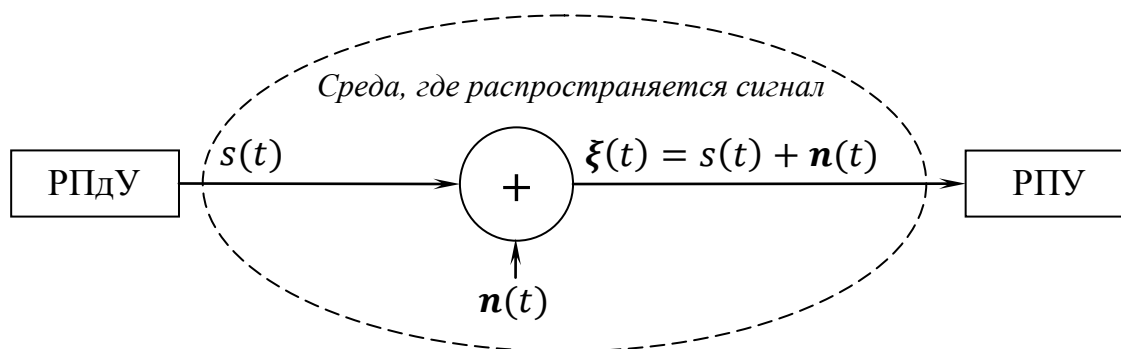 Среда, где распространяется сигнал
РПдУ
s(t)
+
ξ(t) = s(t) + n(t)
РПУ
n(t)